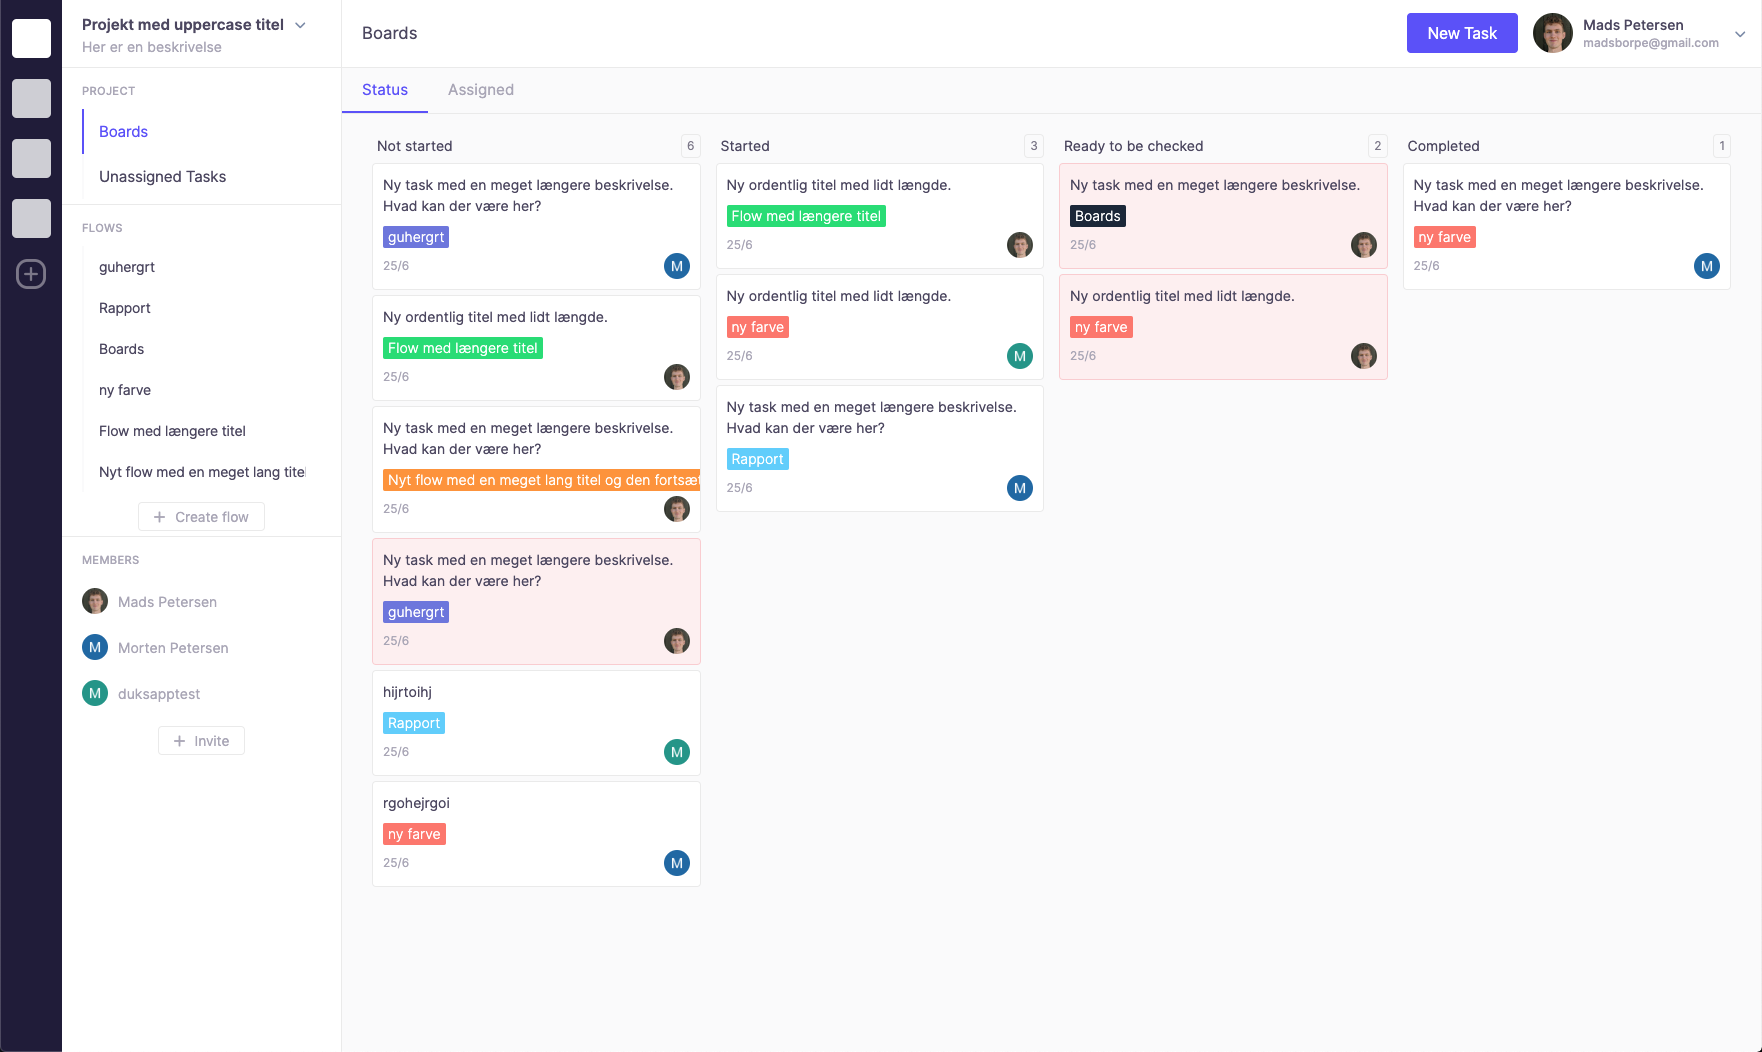 Projekt med uppercase titel
Her er en beskrivelse
PROJECT
Boards
Unassigned Tasks
FLOWS
guhergrt
Rapport
Boards
ny farve
Flow med længere titel
Nyt flow med en meget lang titel
Create flow
MEMBERS
Mads Petersen
M Morten Petersen
M duksapptest
Invite
Boards
New Task
Mads Petersen
madsborpe@gmail.com
Status
Assigned
Not started 6
Ny task med en meget længere beskrivelse.
Hvad kan der være her?
guhergrt
25/6 M
Ny ordentlig titel med lidt længde.
Flow med længere titel
25/6
Ny task med en meget længere beskrivelse.
Hvad kan der være her?
Nyt flow med en meget lang titel og den fortsæt
25/6
Ny task med en meget længere beskrivelse.
Hvad kan der være her?
guhergrt
25/6
hijrtoihj
Rapport
25/6 M
rgohejrgoi
ny farve
25/6 M
Started 3
Ny ordentlig titel med lidt længde.
Flow med længere titel
25/6
Ny ordentlig titel med lidt længde.
ny farve
25/6 M
Ny task med en meget længere beskrivelse.
Hvad kan der være her?
Rapport
25/6 M
Ready to be checked 2
Ny task med en meget længere beskrivelse.
Boards
25/6
Ny ordentlig titel med lidt længde.
ny farve
25/6
Completed 1
Ny task med en meget længere beskrivelse.
Hvad kan der være her?
ny farve
25/6 M